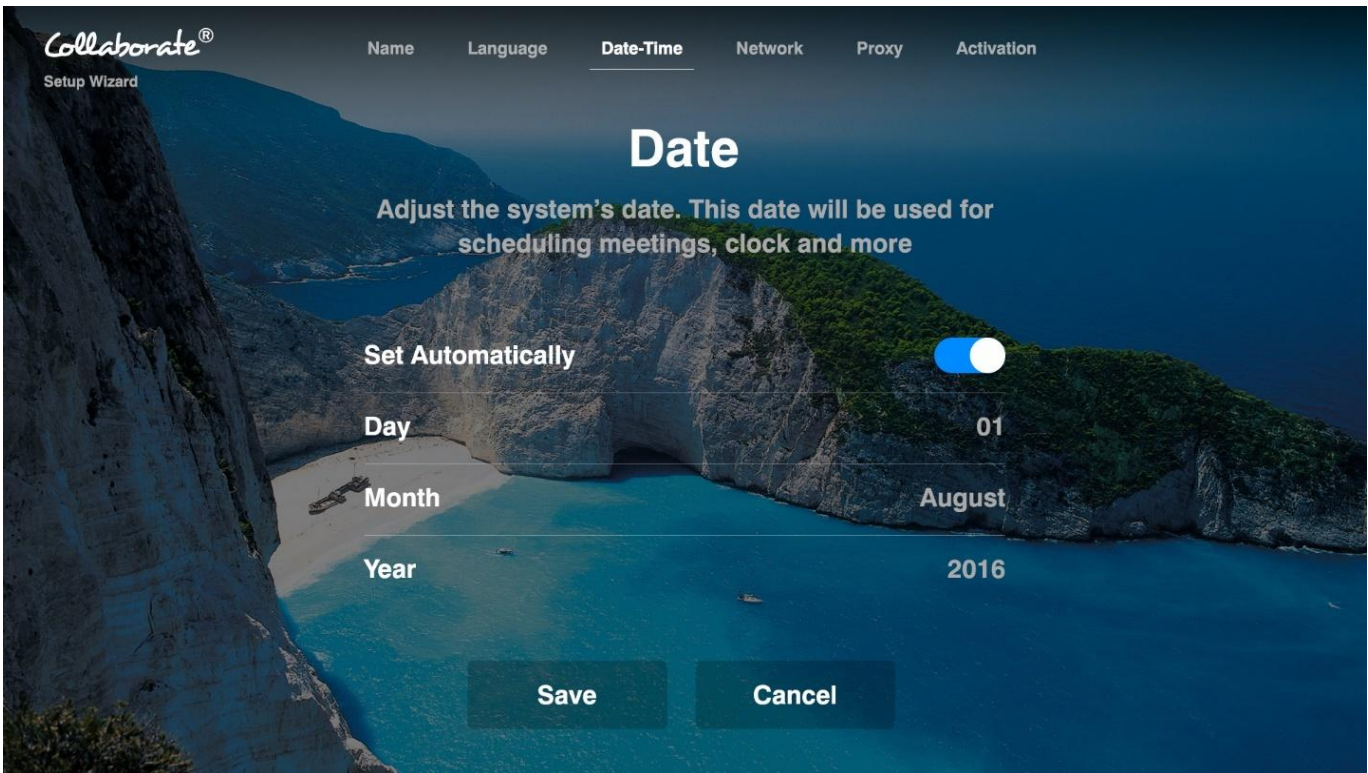 Collaborate®
Setup Wizard
Name Language Date-Time Network Proxy Activation
Date
Adjust the system's date. This date will be used for
scheduling meetings, clock and more
Set Automatically
Day 01
Month August
Year 2016
Save Cancel